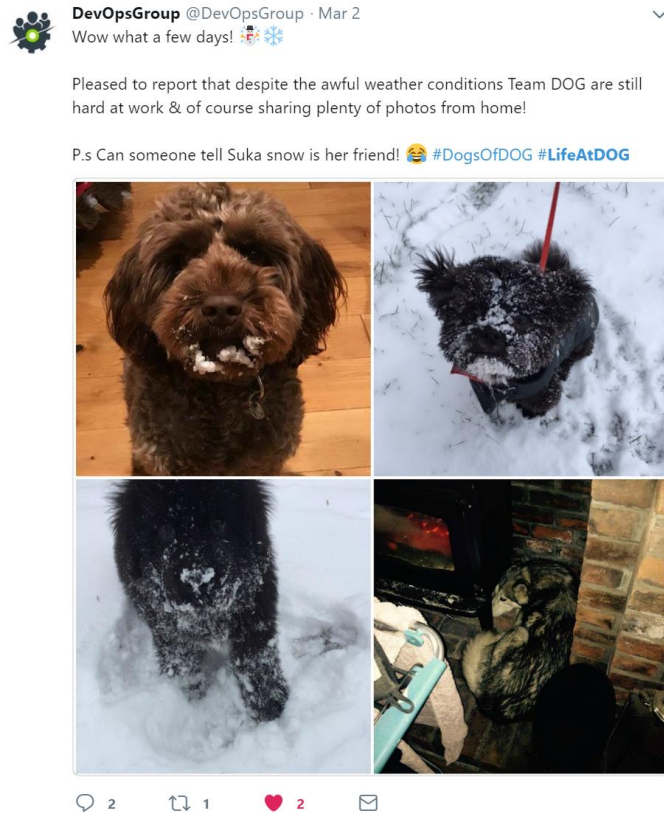 DevOpsGroup @DevOpsGroup · Mar 2
Wow what a few days! ☃️❄️
Pleased to report that despite the awful weather conditions Team DOG are still
hard at work & of course sharing plenty of photos from home!
P.s Can someone tell Suka snow is her friend! 😂 #DogsOfDOG #LifeAtDOG
2 1 2